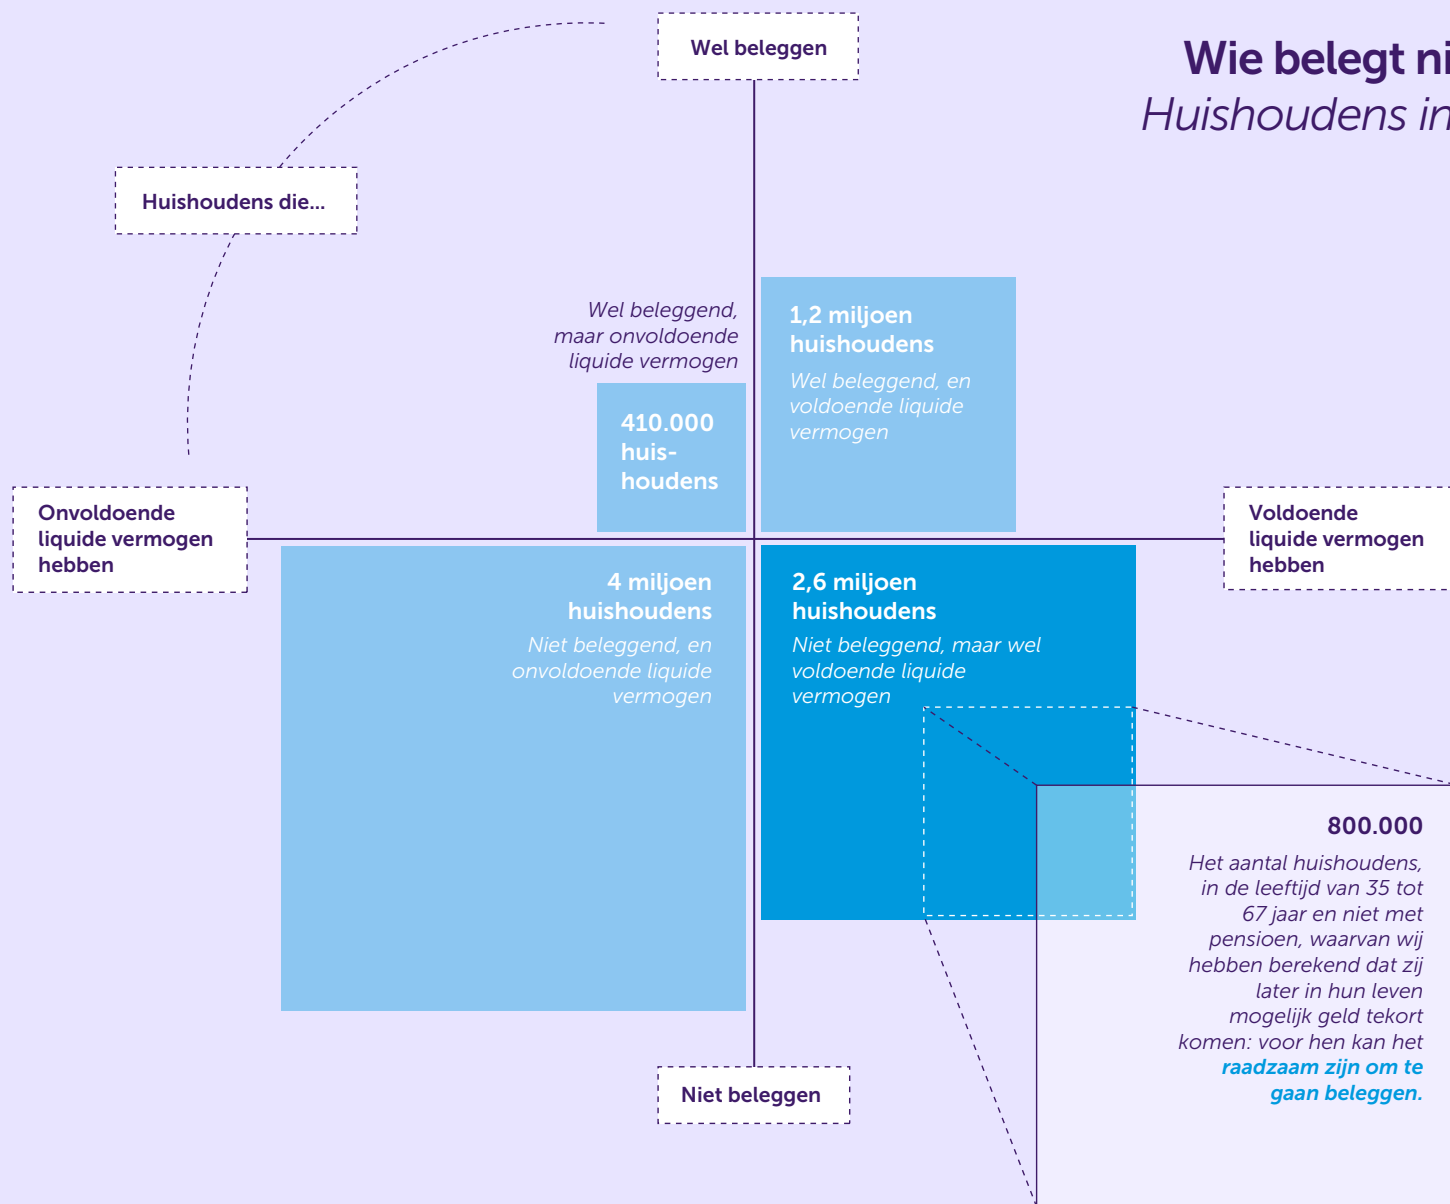 Wel beleggen
Wie belegt ni
Huishoudens in
Huishoudens die...
Wel beleggend,
maar onvoldoende
liquide vermogen
410.000
huis-
houdens
1,2 miljoen
huishoudens
Wel beleggend, en
voldoende liquide
vermogen
Onvoldoende
liquide vermogen
hebben
Voldoende
liquide vermogen
hebben
4 miljoen
huishoudens
Niet beleggend, en
onvoldoende liquide
vermogen
2,6 miljoen
huishoudens
Niet beleggend, maar wel
voldoende liquide
vermogen
800.000
Het aantal huishoudens,
in de leeftijd van 35 tot
67 jaar en niet met
pensioen, waarvan wij
hebben berekend dat zij
later in hun leven
mogelijk geld tekort
komen: voor hen kan het
raadzaam zijn om te
gaan beleggen.
Niet beleggen